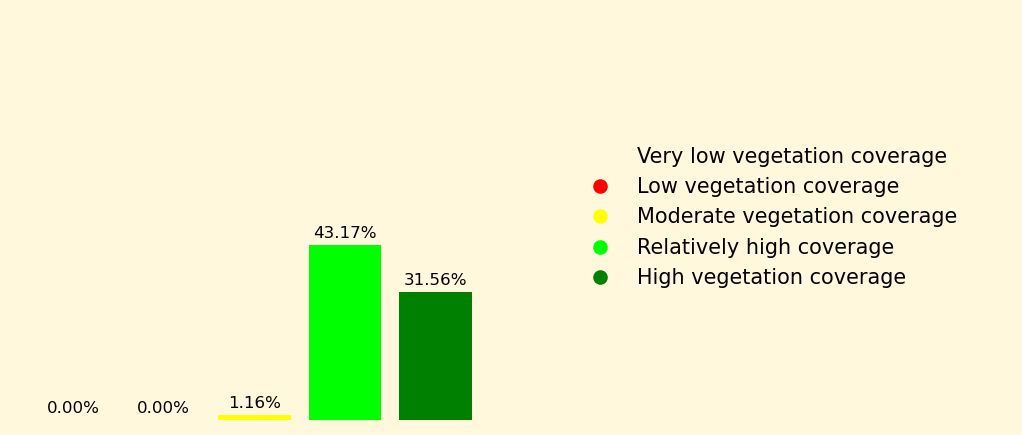 0.00%
0.00%
1.16%
43.17%
31.56%
Very low vegetation coverage
Low vegetation coverage
Moderate vegetation coverage
Relatively high coverage
High vegetation coverage